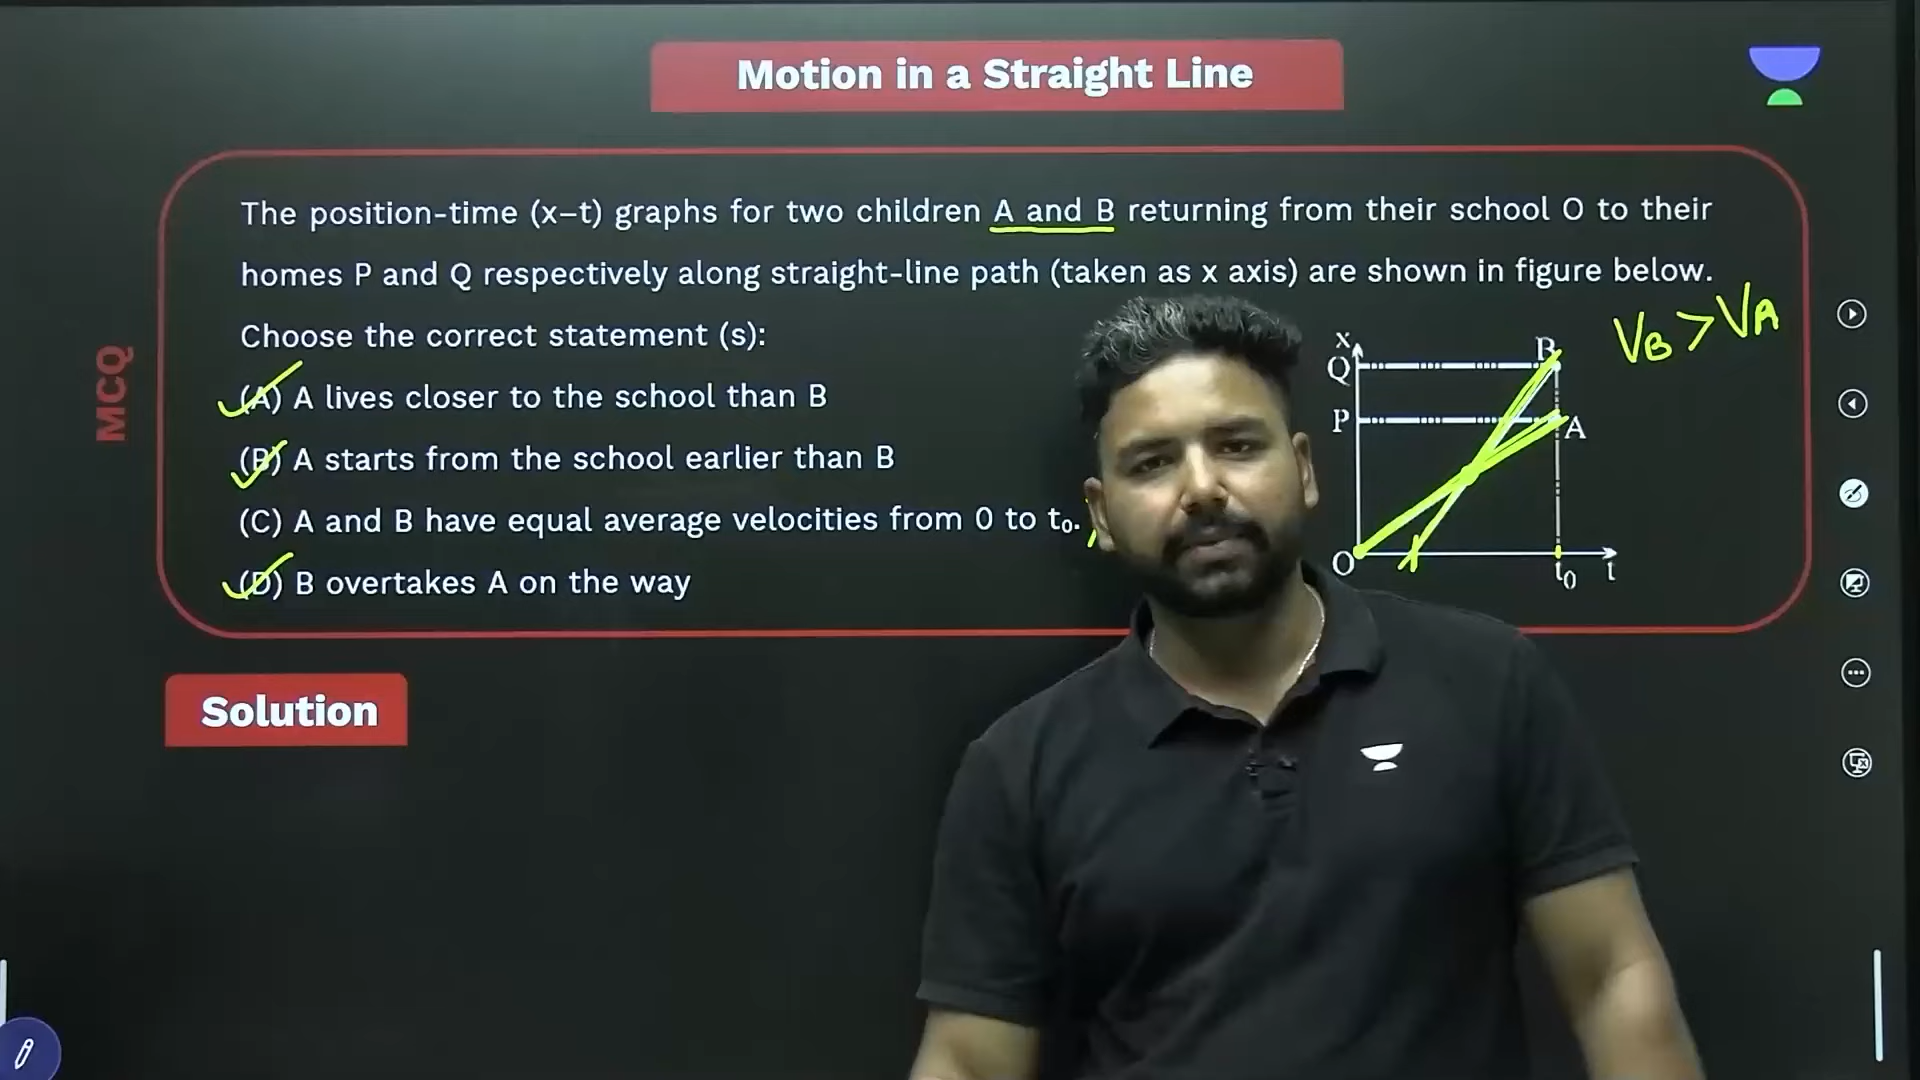 Motion in a Straight Line
MCQ
The position-time (x–t) graphs for two children A and B returning from their school O to their
homes P and Q respectively along straight-line path (taken as x axis) are shown in figure below.
Choose the correct statement (s):
(A) A lives closer to the school than B
(B) A starts from the school earlier than B
(C) A and B have equal average velocities from 0 to t₀.
(D) B overtakes A on the way
x
Q
B
P
A
O
t₀
t
VB > VA
Solution